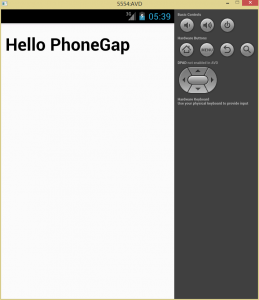 5554:AVD
3G 05:39
Hello PhoneGap
Basic Controls
Hardware Buttons
MENU
DPAD not enabled in AVD
Hardware Keyboard
Use your physical keyboard to provide input